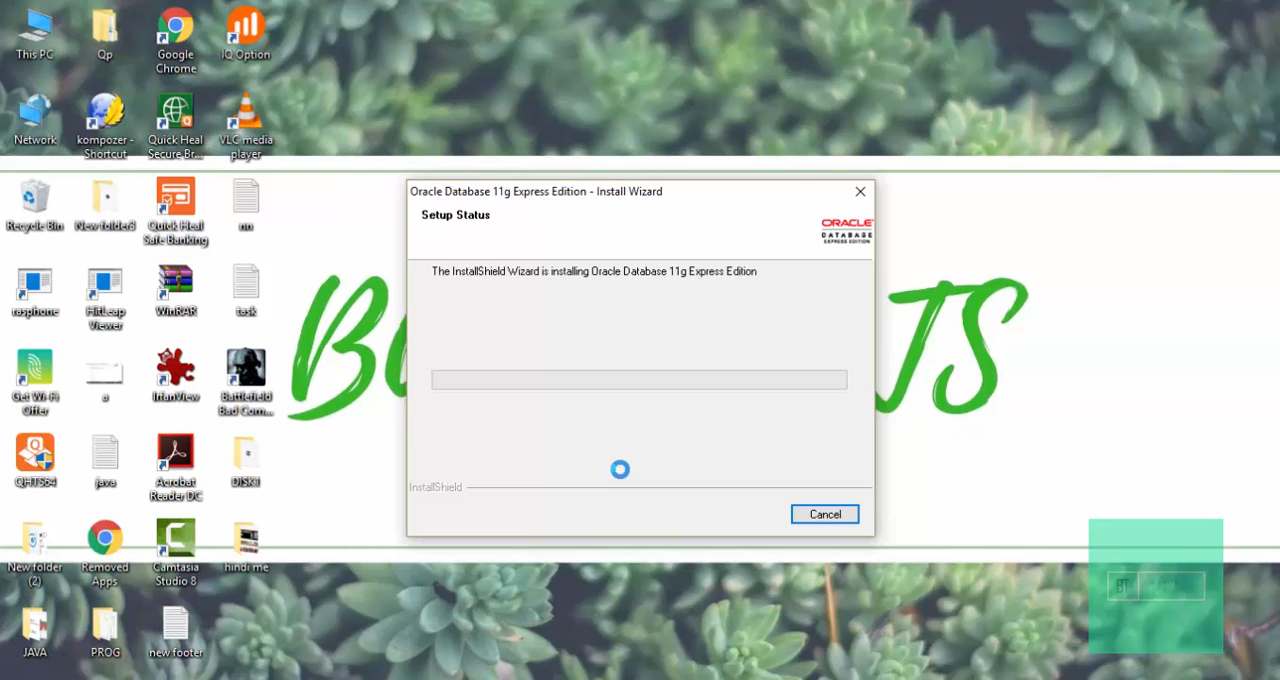 This PC
Qp
Google
Chrome
IQ Option
Network
kompozer -
Shortcut
Quick Heal
Secure Br...
VLC media
player
Recycle Bin
New folder3
Quick Heal
Safe Banking
nn
rasphone
HitLeap
Viewer
WinRAR
task
Get Wi-Fi
Offer
a
IrfanView
Battlefield
Bad Com...
QHTS64
java
Acrobat
Reader DC
DISK1
New folder
(2)
Removed
Apps
Camtasia
Studio 8
hindi me
JAVA
PROG
new footer
Oracle Database 11g Express Edition - Install Wizard
Setup Status
ORACLE
DATABASE
EXPRESS EDITION
The InstallShield Wizard is installing Oracle Database 11g Express Edition
InstallShield
Cancel
TS
BT